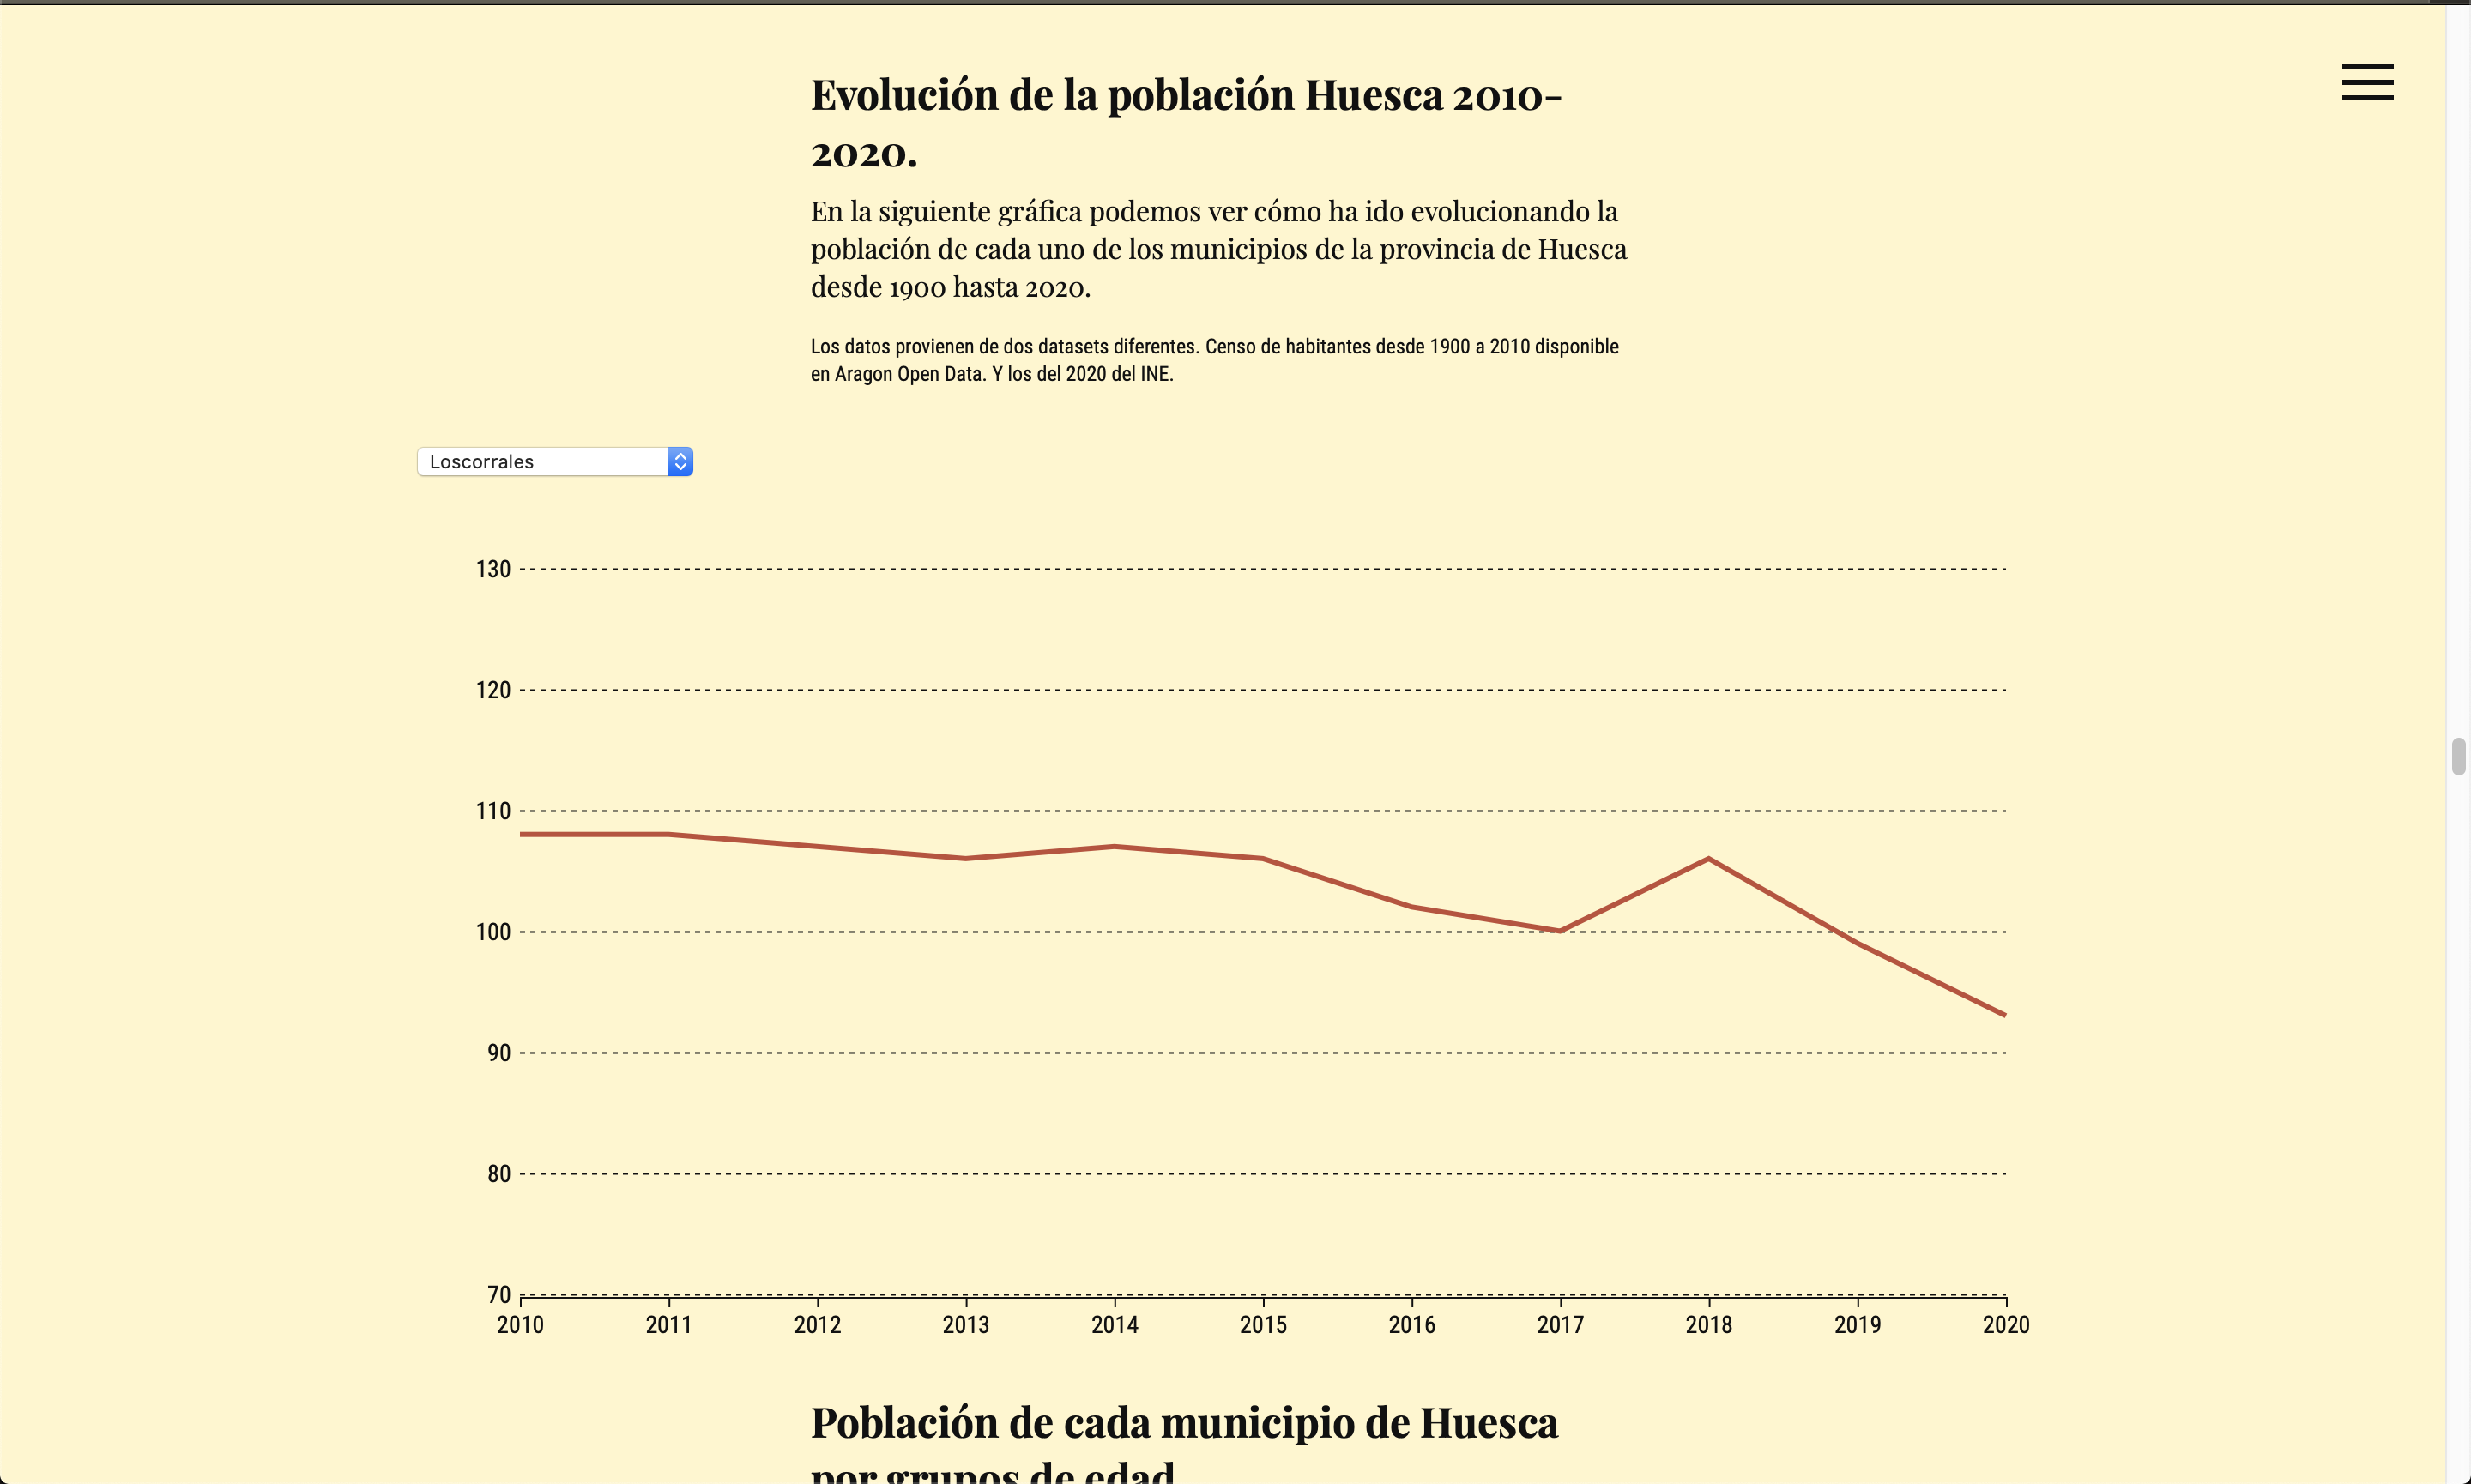 Evolución de la población Huesca 2010-
2020.
En la siguiente gráfica podemos ver cómo ha ido evolucionando la
población de cada uno de los municipios de la provincia de Huesca
desde 1900 hasta 2020.
Los datos provienen de dos datasets diferentes. Censo de habitantes desde 1900 a 2010 disponible
en Aragon Open Data. Y los del 2020 del INE.
Loscorrales
130
120
110
100
90
80
70
2010 2011 2012 2013 2014 2015 2016 2017 2018 2019 2020
Población de cada municipio de Huesca
por grupos de edad